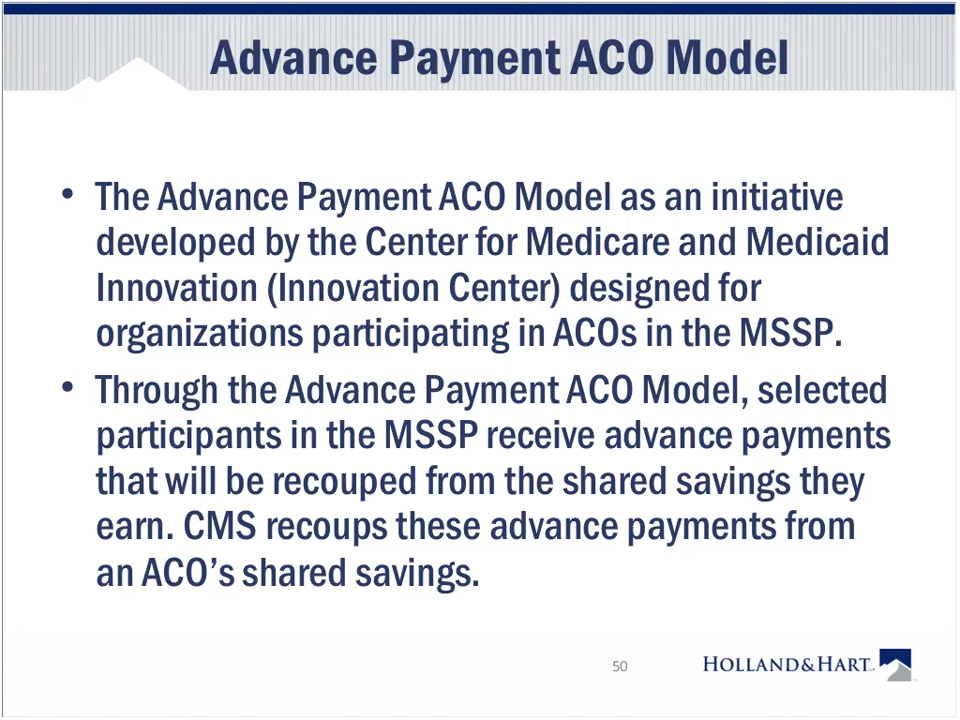 Advance Payment ACO Model
• The Advance Payment ACO Model as an initiative
developed by the Center for Medicare and Medicaid
Innovation (Innovation Center) designed for
organizations participating in ACOs in the MSSP.
• Through the Advance Payment ACO Model, selected
participants in the MSSP receive advance payments
that will be recouped from the shared savings they
earn. CMS recoups these advance payments from
an ACO’s shared savings.
50
HOLLAND&HART